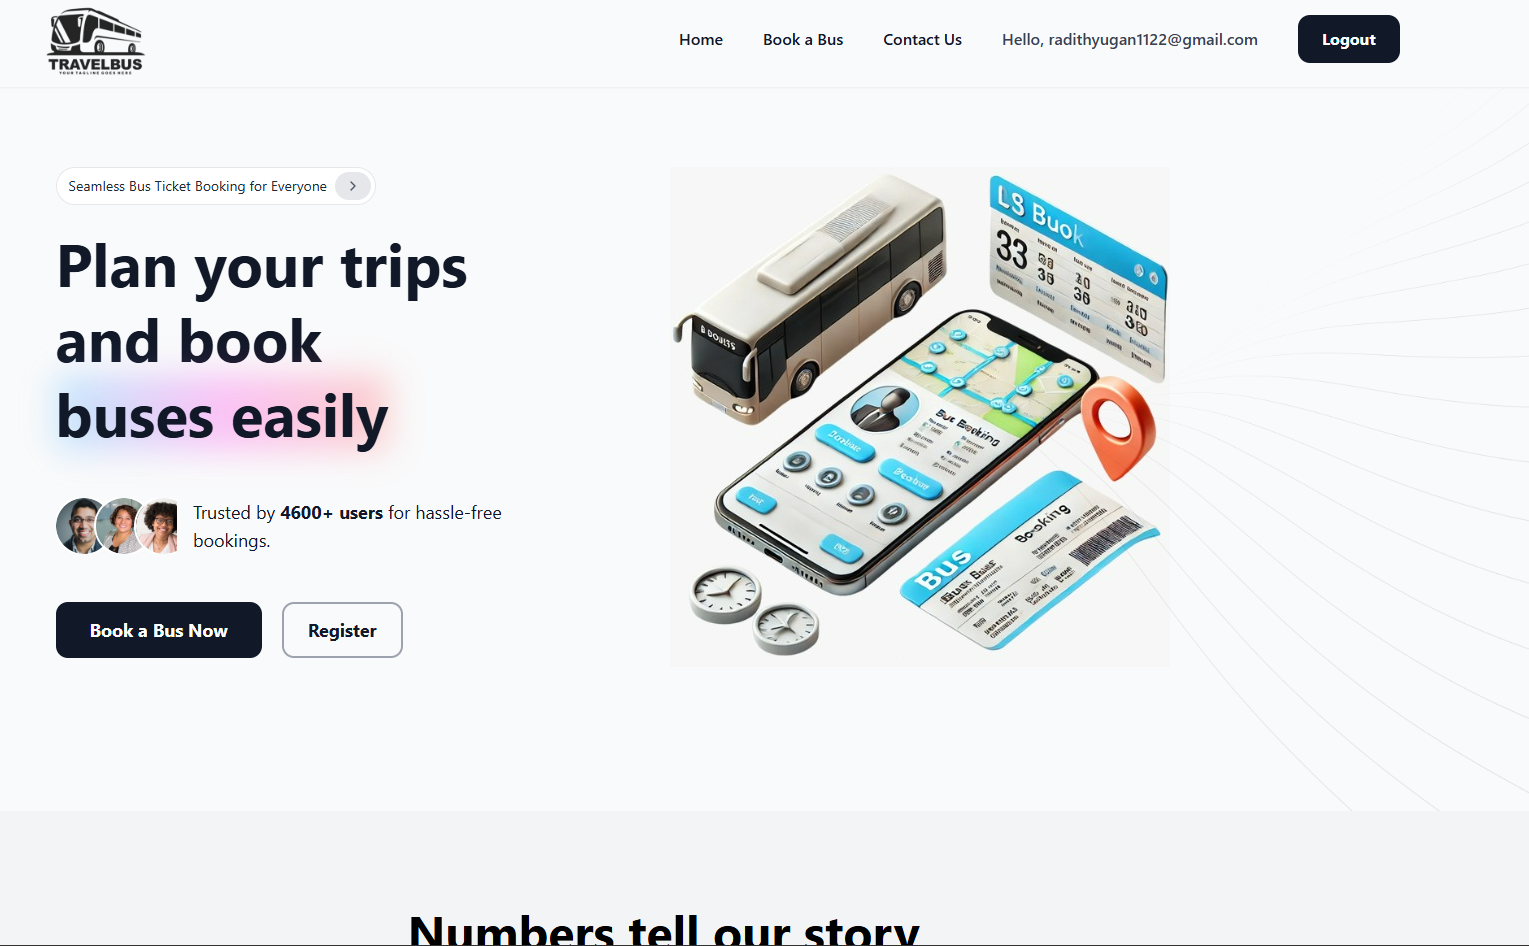 TRAVELBUS
YOUR TAGLINE GOES HERE
Home
Book a Bus
Contact Us
Hello, radithyugan1122@gmail.com
Logout
Seamless Bus Ticket Booking for Everyone
Plan your trips
and book
buses easily
Trusted by 4600+ users for hassle-free
bookings.
Book a Bus Now
Register
LS Buok
33
Bus Booking
Bus
Booking
Numbers tell our story